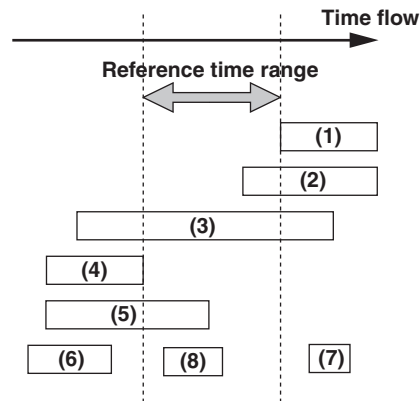 Time flow
Reference time range
(1)
(2)
(3)
(4)
(5)
(6) (8) (7)